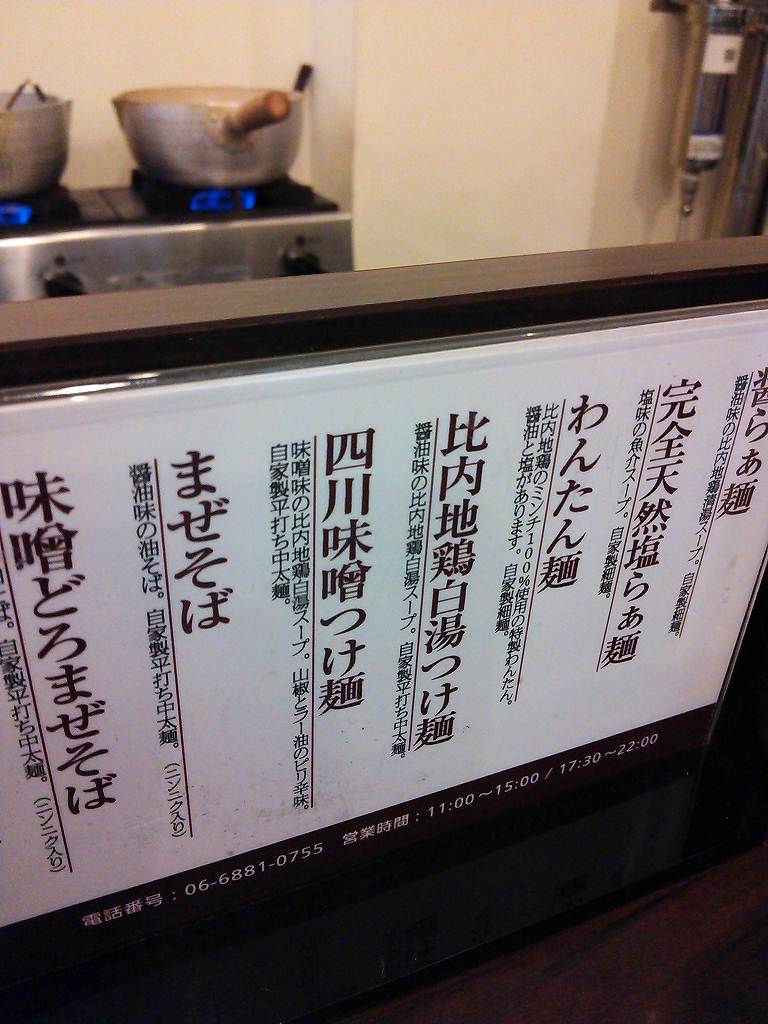 醤らぁ麺
醤油味の比内地鶏清湯スープ。自家製細麺。
完全天然塩らぁ麺
塩味の魚介スープ。自家製細麺。
わんたん麺
比内地鶏のミンチ100%使用の特製わんたん。
醤油と塩があります。自家製細麺。
比内地鶏白湯つけ麺
醤油味の比内地鶏白湯スープ。自家製平打ち中太麺。
四川味噌つけ麺
味噌味の比内地鶏白湯スープ。山椒とラー油のピリ辛味。
自家製平打ち中太麺。
まぜそば
醤油味の油そば。自家製平打ち中太麺。(ニンニク入り)
味噌どろまぜそば
自家製平打ち中太麺。(ニンニク入り)
電話番号:06-6881-0755 営業時間:11:00~15:00 / 17:30~22:00